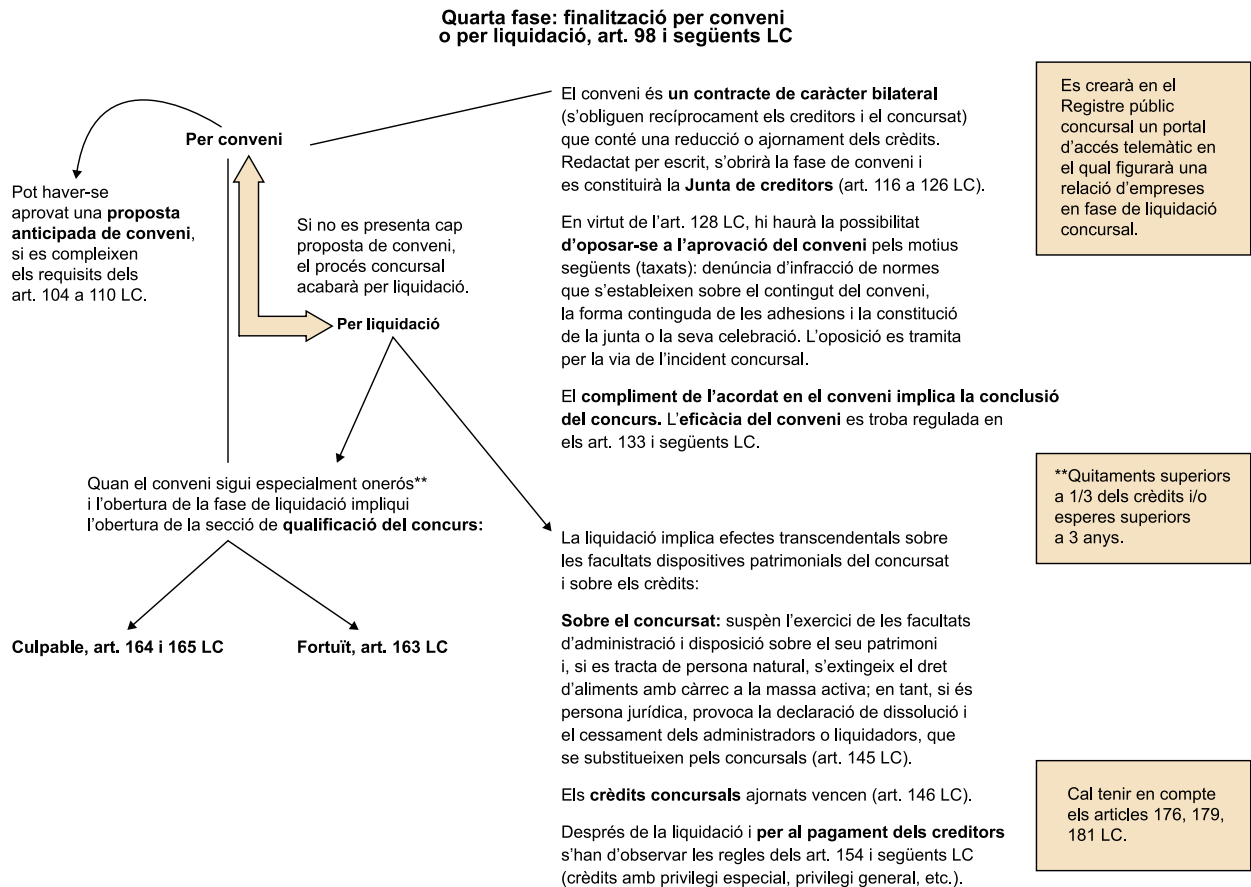 Quarta fase: finalització per conveni
o per liquidació, art. 98 i següents LC
Per conveni
Pot haver-se
aprovat una proposta
anticipada de conveni,
si es compleixen
els requisits dels
art. 104 a 110 LC.
Si no es presenta cap
proposta de conveni,
el procés concursal
acabarà per liquidació.
Per liquidació
Quan el conveni sigui especialment onerós**
i l’obertura de la fase de liquidació impliqui
l’obertura de la secció de qualificació del concurs:
Culpable, art. 164 i 165 LC
Fortuït, art. 163 LC
El conveni és un contracte de caràcter bilateral
(s’obliguen recíprocament els creditors i el concursat)
que conté una reducció o ajornament dels crèdits.
Redactat per escrit, s’obrirà la fase de conveni i
es constituirà la Junta de creditors (art. 116 a 126 LC).
En virtut de l’art. 128 LC, hi haurà la possibilitat
d’oposar-se a l’aprovació del conveni pels motius
següents (taxats): denúncia d’infracció de normes
que s’estableixen sobre el contingut del conveni,
la forma continguda de les adhesions i la constitució
de la junta o la seva celebració. L’oposició es tramita
per la via de l’incident concursal.
El compliment de l’acordat en el conveni implica la conclusió
del concurs. L’eficàcia del conveni es troba regulada en
els art. 133 i següents LC.
La liquidació implica efectes transcendentals sobre
les facultats dispositives patrimonials del concursat
i sobre els crèdits:
Sobre el concursat: suspèn l’exercici de les facultats
d’administració i disposició sobre el seu patrimoni
i, si es tracta de persona natural, s’extingeix el dret
d’aliments amb càrrec a la massa activa; en tant, si és
persona jurídica, provoca la declaració de dissolució i
el cessament dels administradors o liquidadors, que
se substitueixen pels concursals (art. 145 LC).
Els crèdits concursals ajornats vencen (art. 146 LC).
Després de la liquidació i per al pagament dels creditors
s’han d’observar les regles dels art. 154 i següents LC
(crèdits amb privilegi especial, privilegi general, etc.).
Es crearà en el
Registre públic
concursal un portal
d’accés telemàtic en
el qual figurarà una
relació d’empreses
en fase de liquidació
concursal.
**Quitaments superiors
a 1/3 dels crèdits i/o
esperes superiors
a 3 anys.
Cal tenir en compte
els articles 176, 179,
181 LC.